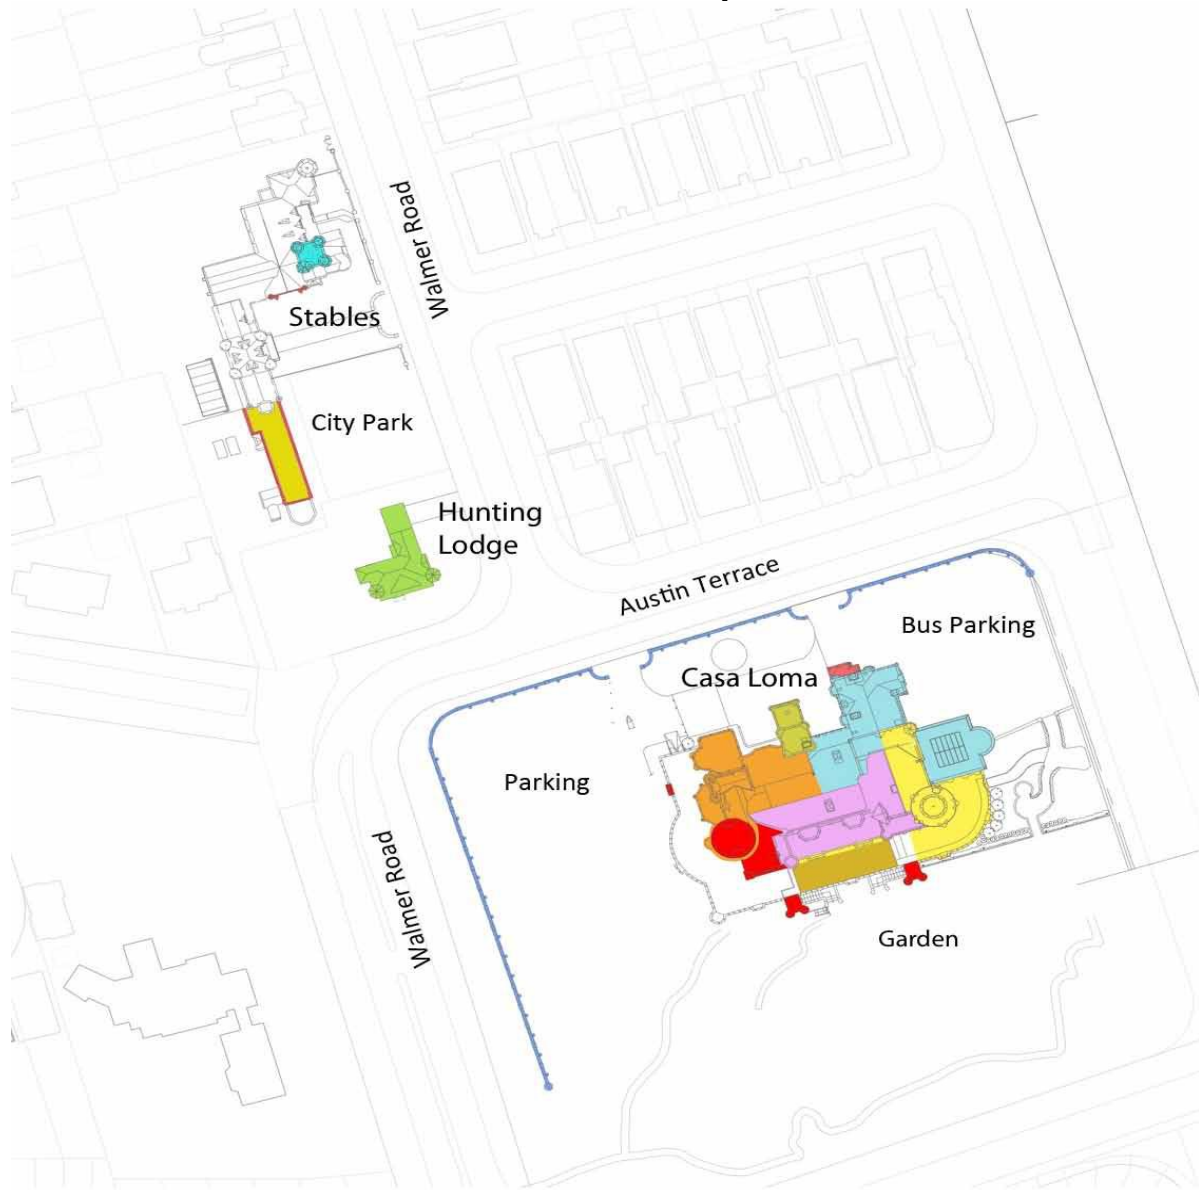 Walmer Road
Stables
City Park
Hunting
Lodge
Austin Terrace
Bus Parking
Casa Loma
Parking
Walmer Road
Garden